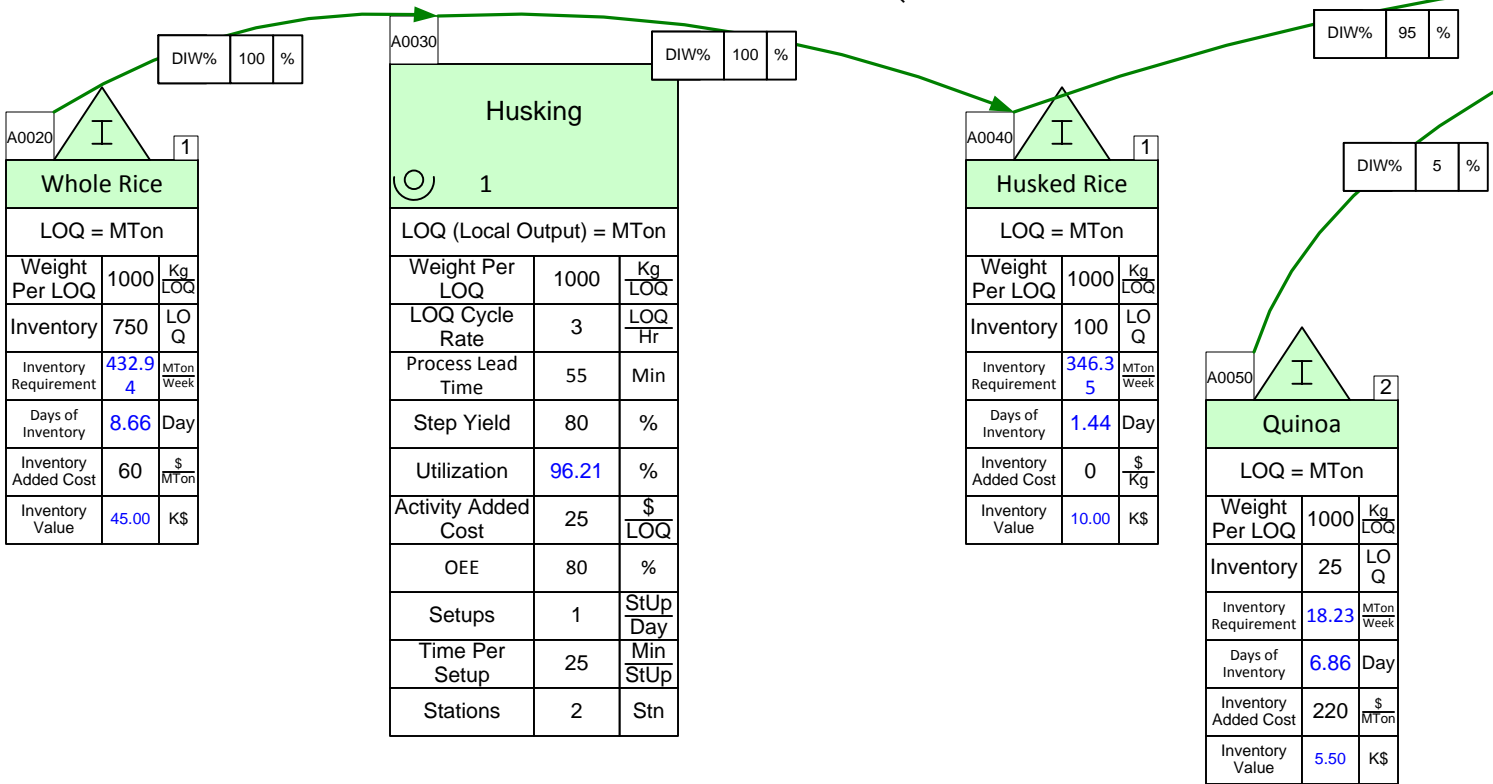 DIW% 100 %
A0020
I
1
Whole Rice
LOQ = MTon
Weight
Per LOQ 1000 Kg
LOQ
Inventory 750 LO
Q
Inventory
Requirement 432.9
4 MTon
Week
Days of
Inventory 8.66 Day
Inventory
Added Cost 60 $
MTon
Inventory
Value 45.00 K$
A0030
Husking
1
LOQ (Local Output) = MTon
Weight Per
LOQ 1000 Kg
LOQ
LOQ Cycle
Rate 3 LOQ
Hr
Process Lead
Time 55 Min
Step Yield 80 %
Utilization 96.21 %
Activity Added
Cost 25 $
LOQ
OEE 80 %
Setups 1 StUp
Day
Time Per
Setup 25 Min
StUp
Stations 2 Stn
DIW% 100 %
A0040
I
1
Husked Rice
LOQ = MTon
Weight
Per LOQ 1000 Kg
LOQ
Inventory 100 LO
Q
Inventory
Requirement 346.3
5 MTon
Week
Days of
Inventory 1.44 Day
Inventory
Added Cost 0 $
Kg
Inventory
Value 10.00 K$
DIW% 95 %
DIW% 5 %
A0050
I
2
Quinoa
LOQ = MTon
Weight
Per LOQ 1000 Kg
LOQ
Inventory 25 LO
Q
Inventory
Requirement 18.23 MTon
Week
Days of
Inventory 6.86 Day
Inventory
Added Cost 220 $
MTon
Inventory
Value 5.50 K$